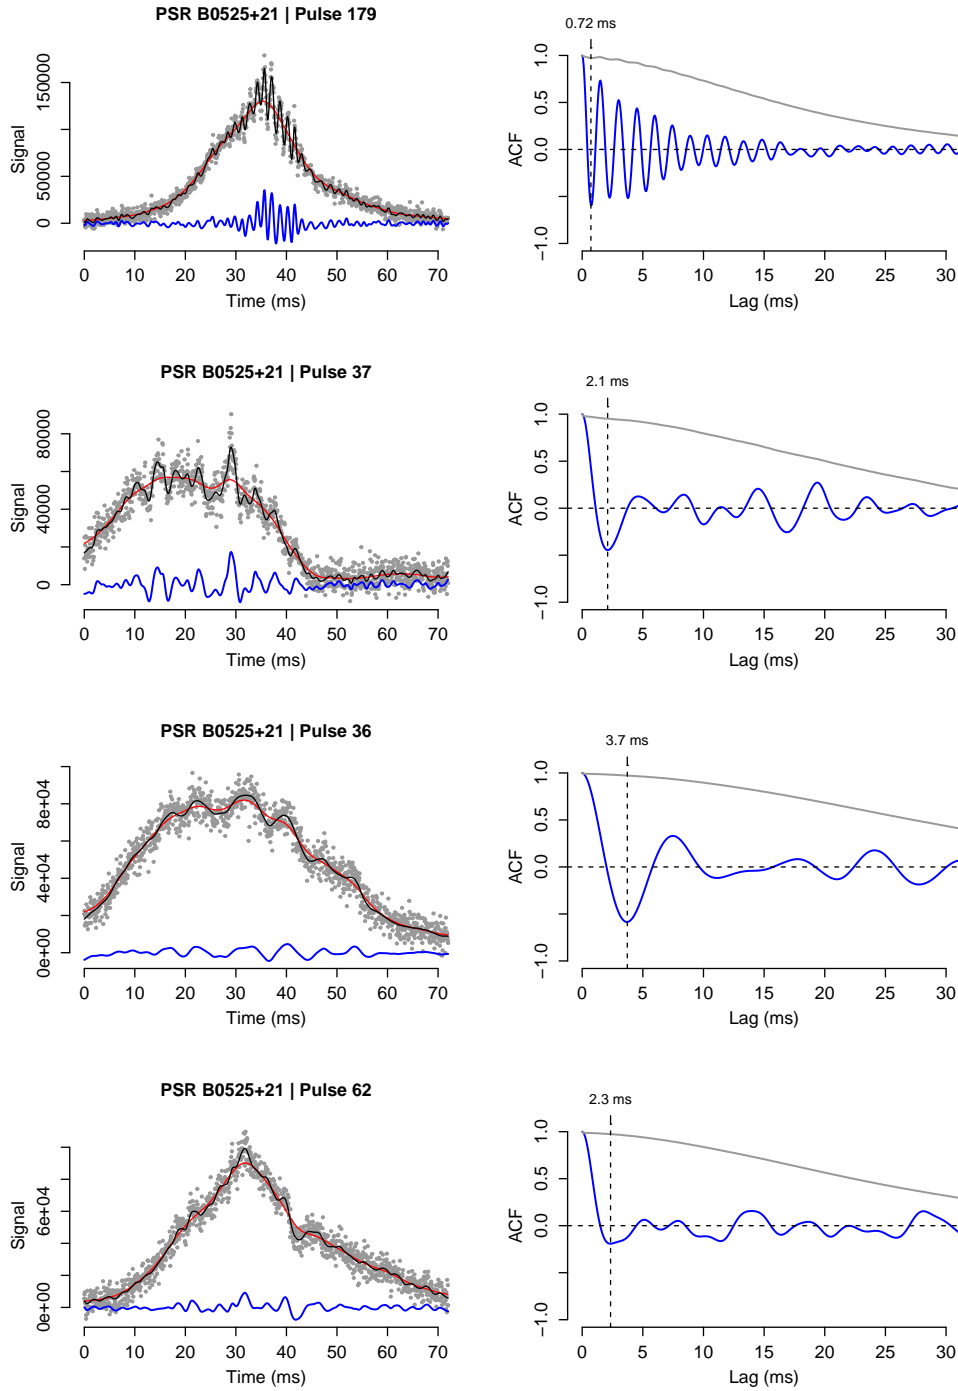 PSR B0525+21 | Pulse 179
0.72 ms
Signal
0 50000 150000
0 10 20 30 40 50 60 70
Time (ms)
ACF
-1.0 0.0 0.5 1.0
0 5 10 15 20 25 30
Lag (ms)
PSR B0525+21 | Pulse 37
2.1 ms
Signal
0 40000 80000
0 10 20 30 40 50 60 70
Time (ms)
ACF
-1.0 0.0 0.5 1.0
0 5 10 15 20 25 30
Lag (ms)
PSR B0525+21 | Pulse 36
3.7 ms
Signal
0e+00 4e+04 8e+04
0 10 20 30 40 50 60 70
Time (ms)
ACF
-1.0 0.0 0.5 1.0
0 5 10 15 20 25 30
Lag (ms)
PSR B0525+21 | Pulse 62
2.3 ms
Signal
0e+00 6e+04
0 10 20 30 40 50 60 70
Time (ms)
ACF
-1.0 0.0 0.5 1.0
0 5 10 15 20 25 30
Lag (ms)